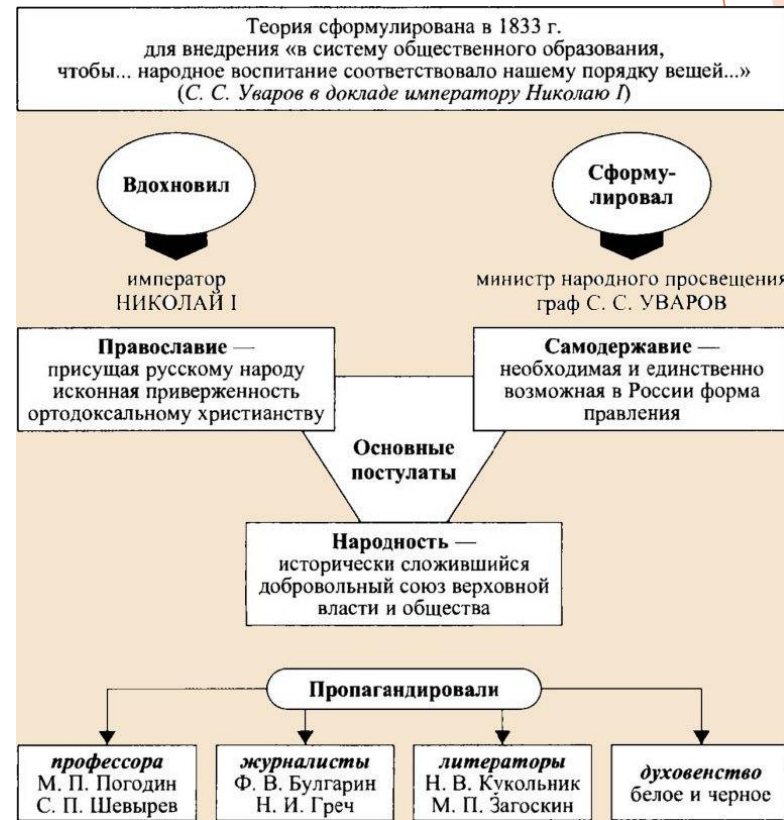 Теория сформулирована в 1833 г.
для внедрения «в систему общественного образования,
чтобы... народное воспитание соответствовало нашему порядку вещей...»
(С. С. Уваров в докладе императору Николаю I)
Вдохновил
Сформу-
лировал
император
НИКОЛАЙ I
министр народного просвещения
граф С. С. УВАРОВ
Православие —
присущая русскому народу
исконная приверженность
ортодоксальному христианству
Самодержавие —
необходимая и единственно
возможная в России форма
правления
Основные
постулаты
Народность —
исторически сложившийся
добровольный союз верховной
власти и общества
Пропагандировали
профессора
М. П. Погодин
С. П. Шевырев
журналисты
Ф. В. Булгарин
Н. И. Греч
литераторы
Н. В. Кукольник
М. П. Загоскин
духовенство
белое и черное